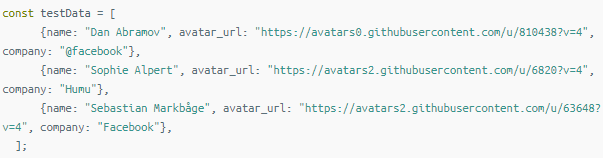 const testData = [
      {name: "Dan Abramov", avatar_url: "https://avatars0.githubusercontent.com/u/810438?v=4",
company: "@facebook"},
      {name: "Sophie Alpert", avatar_url: "https://avatars2.githubusercontent.com/u/6820?v=4",
company: "Humu"},
      {name: "Sebastian Markbåge", avatar_url: "https://avatars2.githubusercontent.com/u/63648?
v=4", company: "Facebook"},
  ];